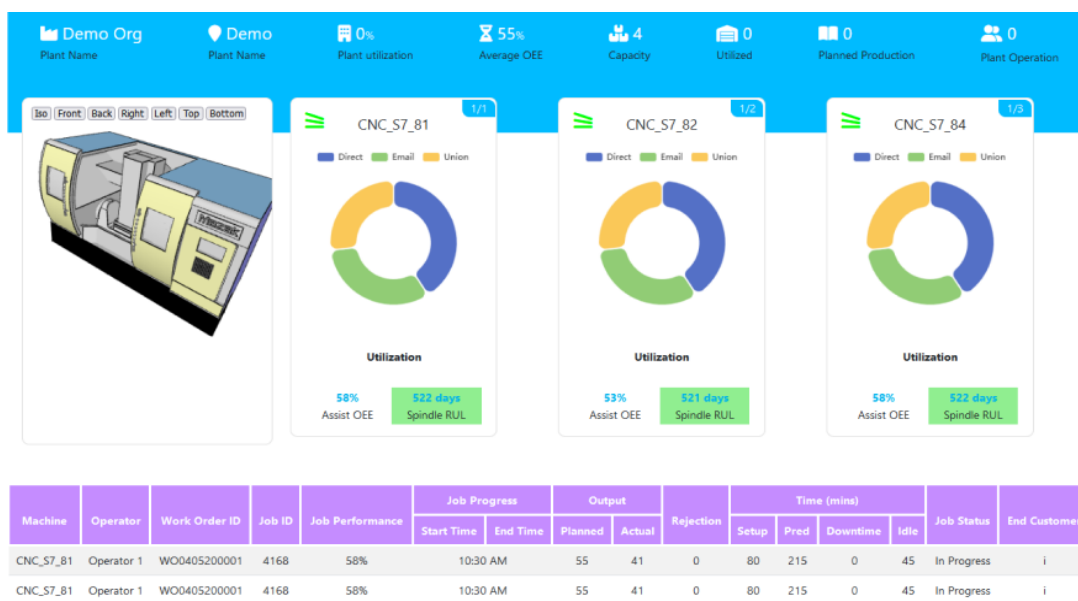 Demo Org
Plant Name
Demo
Plant Name
0%
Plant utilization
55%
Average OEE
4
Capacity
0
Utilized
0
Planned Production
0
Plant Operation
Iso Front Back Right Left Top Bottom
1/1
CNC_S7_81
Direct Email Union
Utilization
58%
Assist OEE
522 days
Spindle RUL
1/2
CNC_S7_82
Direct Email Union
Utilization
53%
Assist OEE
521 days
Spindle RUL
1/3
CNC_S7_84
Direct Email Union
Utilization
58%
Assist OEE
522 days
Spindle RUL
Machine Operator Work Order ID Job ID Job Performance Job Progress Output Rejection Time (mins) Job Status End Customer
Start Time End Time Planned Actual Setup Pred Downtime Idle
CNC_S7_81 Operator 1 WO0405200001 4168 58% 10:30 AM 55 41 0 80 215 0 45 In Progress i
CNC_S7_81 Operator 1 WO0405200001 4168 58% 10:30 AM 55 41 0 80 215 0 45 In Progress i